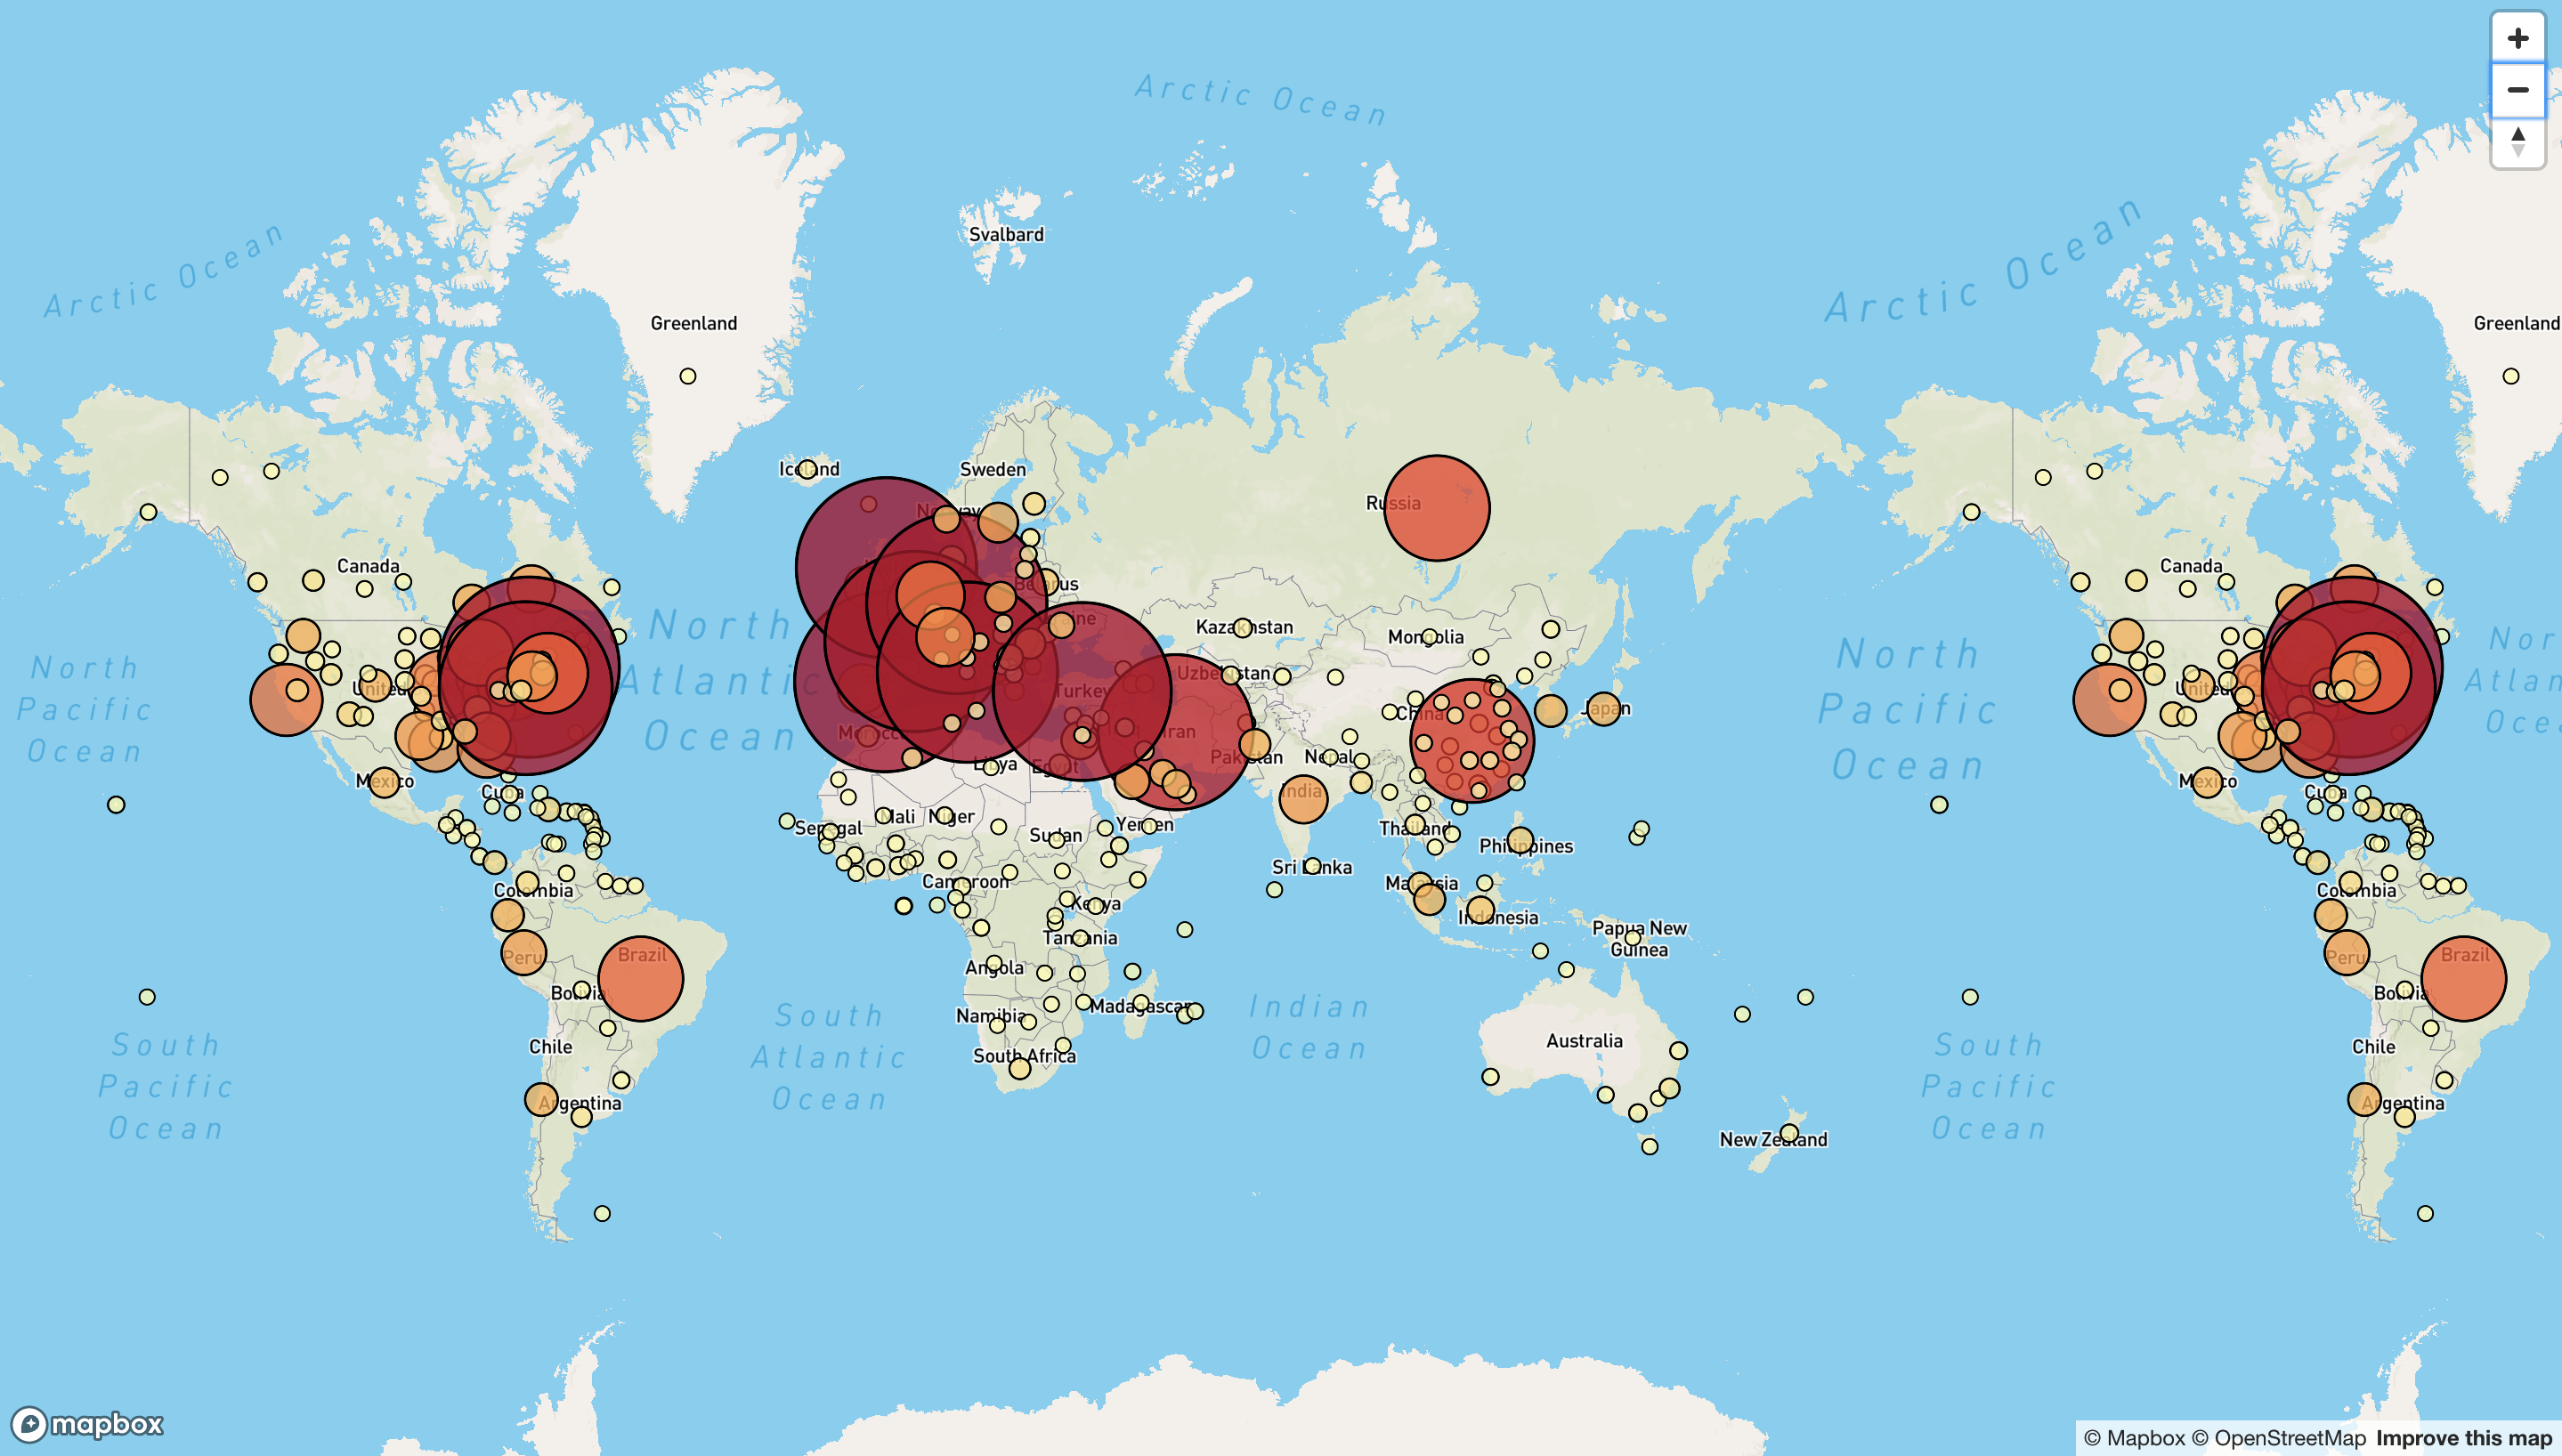 Arctic Ocean
Arctic Ocean
Arctic Ocean
Svalbard
Greenland
Greenland
Iceland
Sweden
Norway
Russia
Canada
Canada
Belarus
Ukraine
North
Pacific
Ocean
North
Atlantic
Ocean
Kazakhstan
Mongolia
North
Pacific
Ocean
Nor
Atlan
Ocea
United
Uzbekistan
Turkey
China
Japan
United
Morocco
Iran
Libya
Egypt
Pakistan
Nepal
Mexico
Cuba
India
Mexico
Cuba
Senegal
Mali
Niger
Sudan
Yemen
Thailand
Philippines
Sri Lanka
Colombia
Cameroon
Kenya
Malaysia
Indonesia
Colombia
Papua New
Guinea
Peru
Brazil
Tanzania
Angola
Peru
Brazil
Bolivia
Namibia
Madagascar
Bolivia
South
Pacific
Ocean
Chile
South
Atlantic
Ocean
South Africa
Indian
Ocean
Australia
South
Pacific
Ocean
Chile
Argentina
New Zealand
Argentina
mapbox
© Mapbox © OpenStreetMap Improve this map